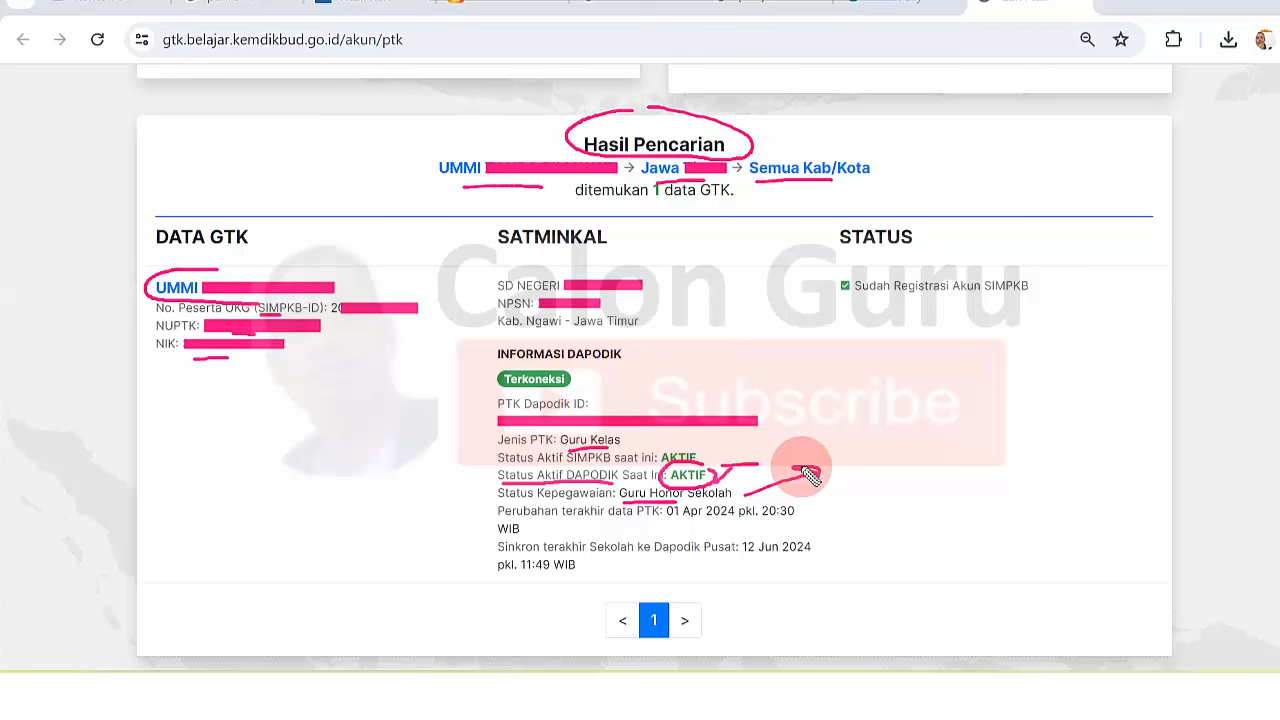 gtk.belajar.kemdikbud.go.id/akun/ptk
Hasil Pencarian
UMMI → Jawa → Semua Kab/Kota
ditemukan 1 data GTK.
DATA GTK
SATMINKAL
STATUS
UMMI
No. Peserta UKG (SIMPKB-ID): 20
NUPTK:
NIK:
SD NEGERI
NPSN:
Kab. Ngawi - Jawa Timur
INFORMASI DAPODIK
Terkoneksi
PTK Dapodik ID:
Jenis PTK: Guru Kelas
Status Aktif SIMPKB saat ini: AKTIF
Status Aktif DAPODIK Saat Ini: AKTIF
Status Kepegawaian: Guru Honor Sekolah
Perubahan terakhir data PTK: 01 Apr 2024 pkl. 20:30
WIB
Sinkron terakhir Sekolah ke Dapodik Pusat: 12 Jun 2024
pkl. 11:49 WIB
Sudah Registrasi Akun SIMPKB
Calon Guru
Subscribe
< 1 >